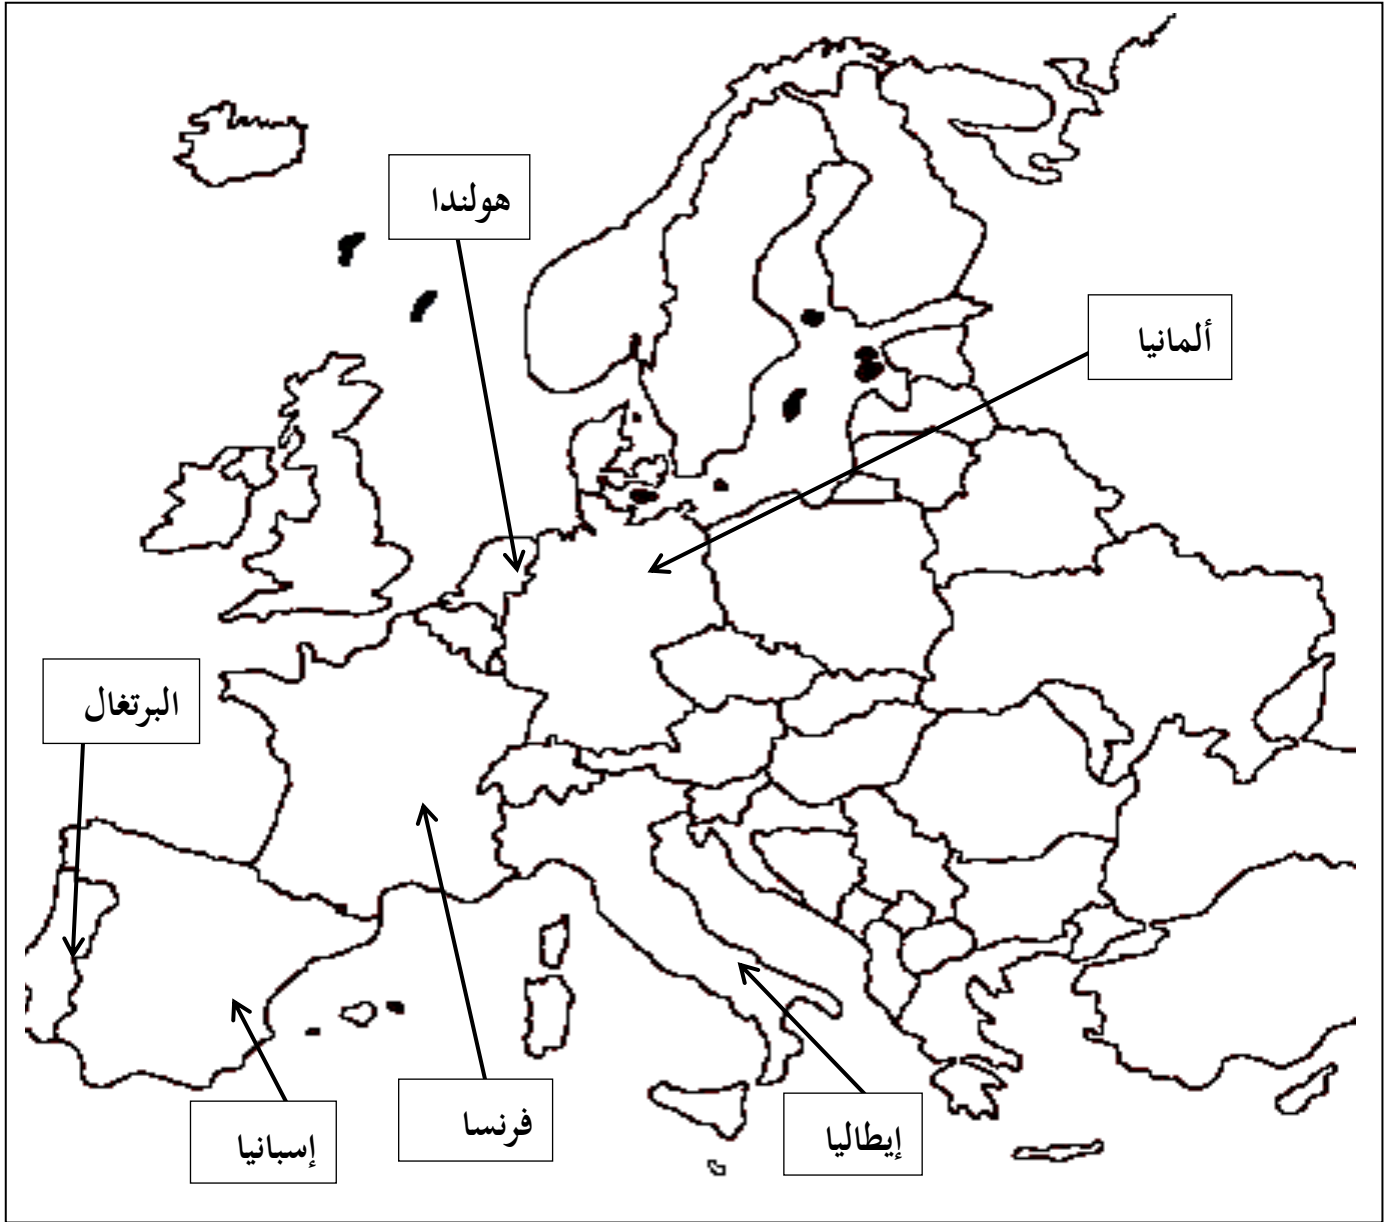 هولندا
ألمانيا
البرتغال
فرنسا
إيطاليا
إسبانيا